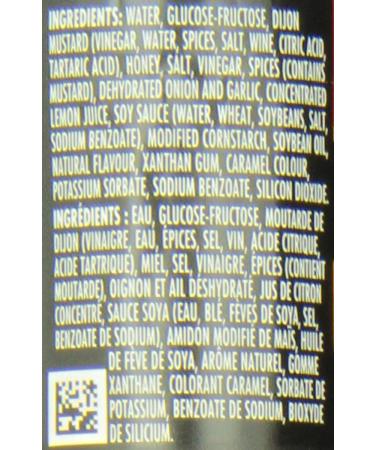 INGREDIENTS: WATER, GLUCOSE-FRUCTOSE, DIJON
MUSTARD (VINEGAR, WATER, SPICES, SALT, WINE, CITRIC ACID,
TARTARIC ACID), HONEY, SALT, VINEGAR, SPICES (CONTAINS
MUSTARD), DEHYDRATED ONION AND GARLIC, CONCENTRATED
LEMON JUICE, SOY SAUCE (WATER, WHEAT, SOYBEANS, SALT,
SODIUM BENZOATE), MODIFIED CORNSTARCH, SOYBEAN OIL,
NATURAL FLAVOUR, XANTHAN GUM, CARAMEL COLOUR,
POTASSIUM SORBATE, SODIUM BENZOATE, SILICON DIOXIDE.
INGRÉDIENTS : EAU, GLUCOSE-FRUCTOSE, MOUTARDE DE
DIJON (VINAIGRE, EAU, ÉPICES, SEL, VIN, ACIDE CITRIQUE,
ACIDE TARTRIQUE), MIEL, SEL, VINAIGRE, ÉPICES (CONTIENT
MOUTARDE), OIGNON ET AIL DÉSHYDRATÉ, JUS DE CITRON
CONCENTRÉ, SAUCE SOYA (EAU, BLÉ, FÈVES DE SOYA, SEL,
BENZOATE DE SODIUM), AMIDON MODIFIÉ DE MAÏS, HUILE
DE FÈVE DE SOYA, ARÔME NATUREL, GOMME
XANTHANE, COLORANT CARAMEL, SORBATE DE
POTASSIUM, BENZOATE DE SODIUM, BIOXYDE
DE SILICIUM.